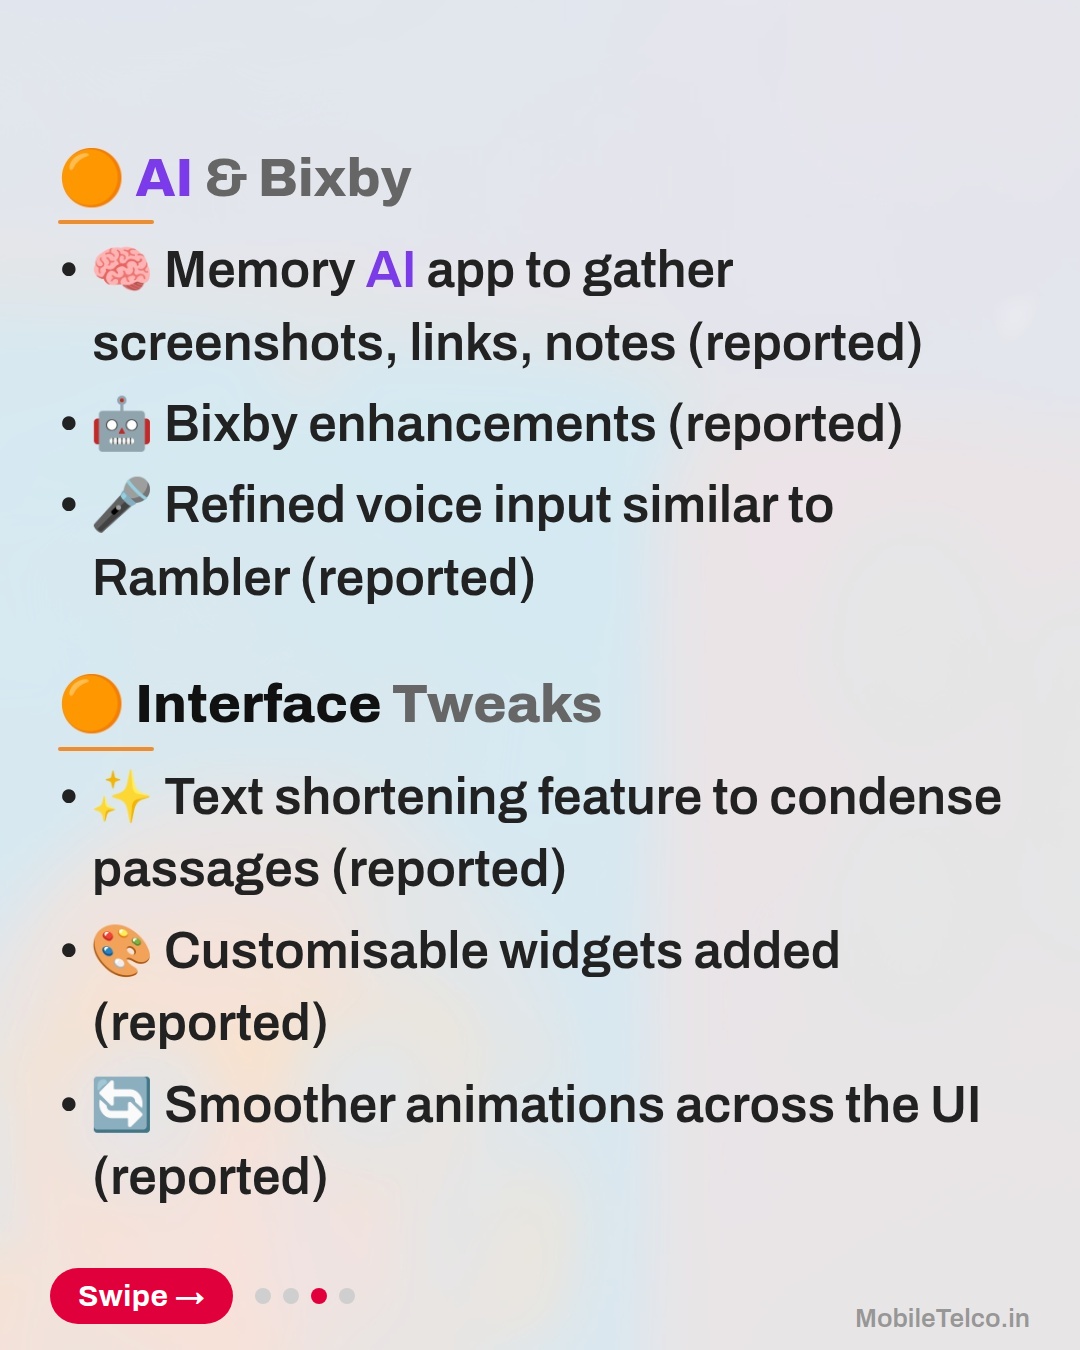 🟠 AI & Bixby
• 🧠 Memory AI app to gather
screenshots, links, notes (reported)
• 🤖 Bixby enhancements (reported)
• 🎤 Refined voice input similar to
Rambler (reported)
🟠 Interface Tweaks
• ✨ Text shortening feature to condense
passages (reported)
• 🎨 Customisable widgets added
(reported)
• 🔄 Smoother animations across the UI
(reported)
Swipe →
MobileTelco.in